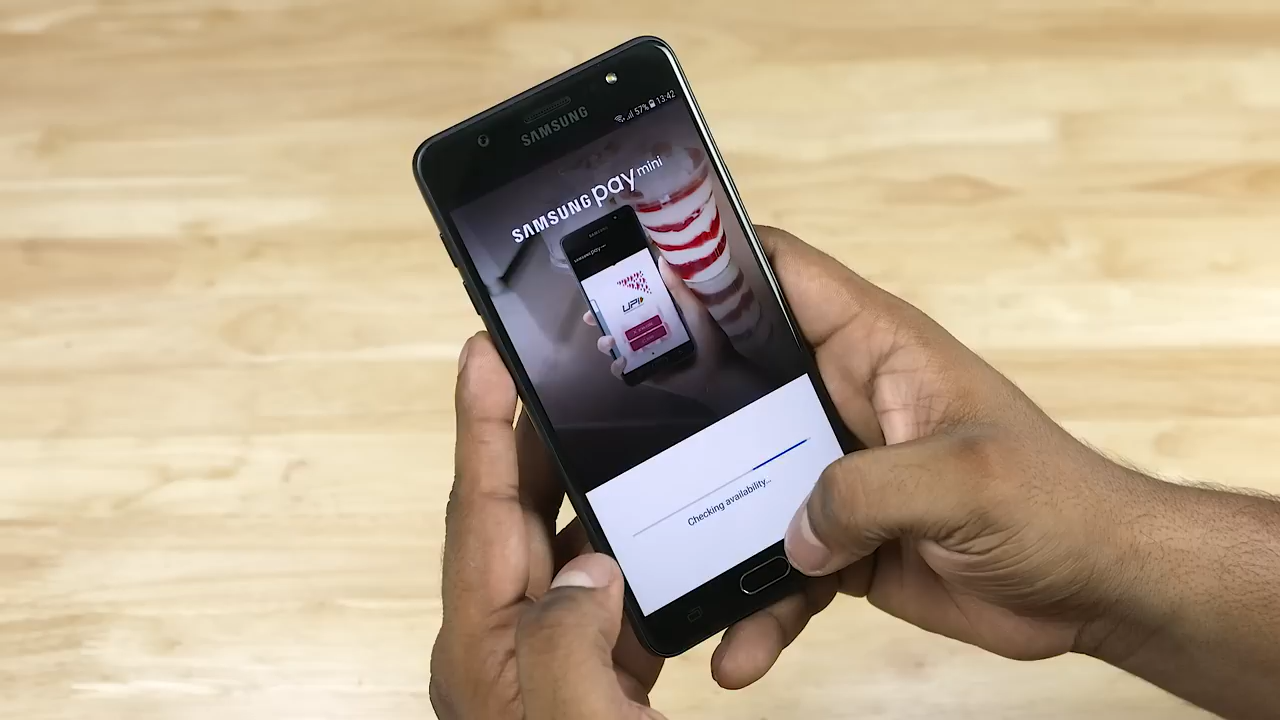 57% 13:42
SAMSUNG
SAMSUNG pay mini
UPI
Checking availability...